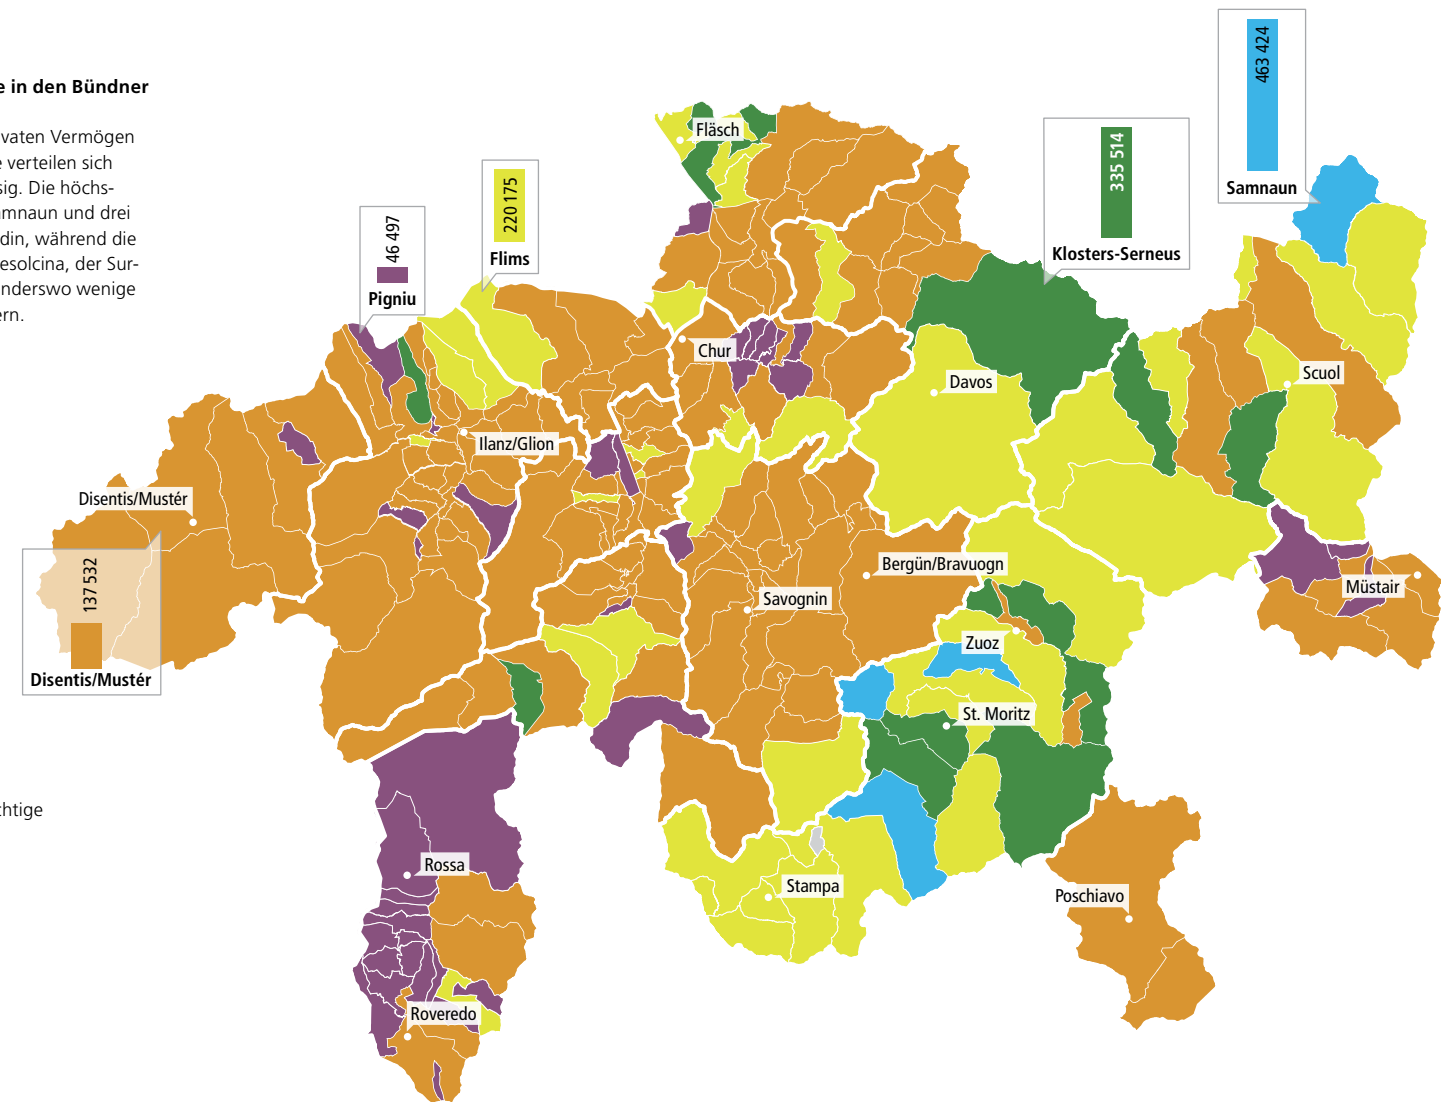 e in den Bündner
vaten Vermögen
e verteilen sich
sig. Die höchs-
amnaun und drei
din, während die
esolcina, der Sur-
nderswo wenige
ern.
chtige
463 424
Samnaun
335 514
Klosters-Serneus
220 175
Flims
46 497
Pigniu
137 532
Disentis/Mustér
Fläsch
Chur
Davos
Scuol
Ilanz/Glion
Disentis/Mustér
Bergün/Bravuogn
Müstair
Savognin
Zuoz
St. Moritz
Rossa
Stampa
Poschiavo
Roveredo